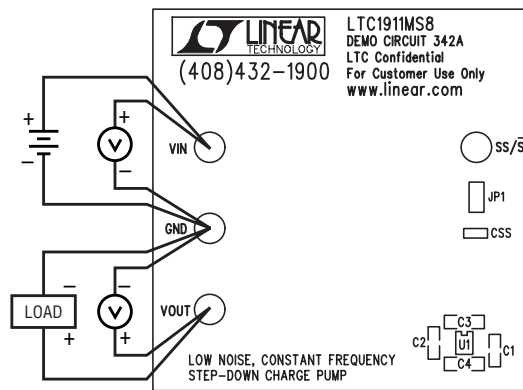 LINEAR
TECHNOLOGY
(408)432-1900
LTC1911MS8
DEMO CIRCUIT 342A
LTC Confidential
For Customer Use Only
www.linear.com
+
−
+
V
−
VIN
SS/S
JP1
CSS
GND
LOAD
−
+
−
V
+
VOUT
C3
C2
U1
C1
C4
LOW NOISE, CONSTANT FREQUENCY
STEP-DOWN CHARGE PUMP